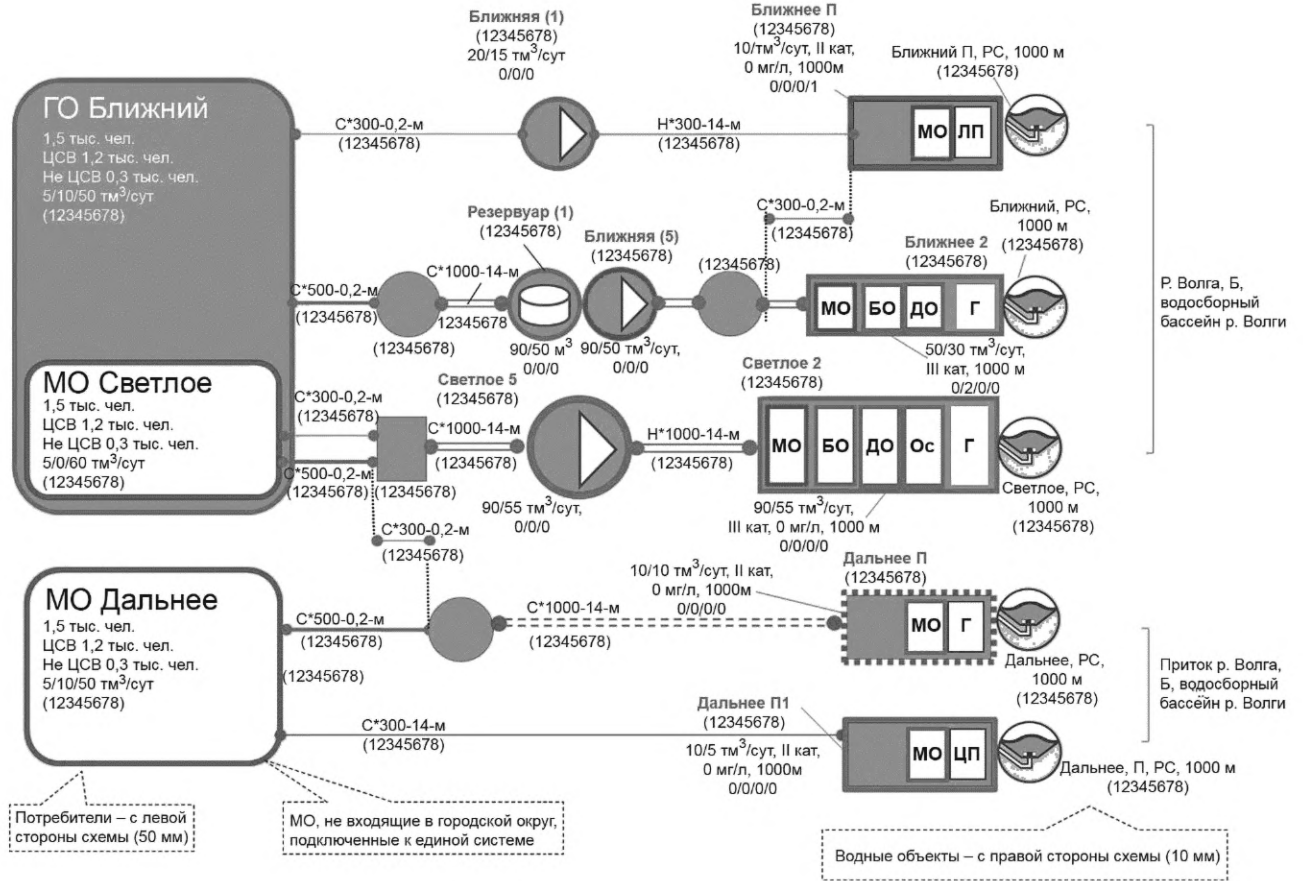 Ближняя (1)
(12345678)
20/15 тм³/сут
0/0/0
Ближнее П
(12345678)
10/тм³/сут, II кат,
0 мг/л, 1000м
0/0/0/1
Ближний П, РС, 1000 м
(12345678)
ГО Ближний
1,5 тыс. чел.
ЦСВ 1,2 тыс. чел.
Не ЦСВ 0,3 тыс. чел.
5/10/50 тм³/сут
(12345678)
С*300-0,2-м
(12345678)
Н*300-14-м
(12345678)
МО
ЛП
С*300-0,2-м
(12345678)
Резервуар (1)
(12345678)
Ближняя (5)
(12345678)
(12345678)
Ближнее 2
(12345678)
Ближний, РС,
1000 м
(12345678)
С*500-0,2-м
(12345678)
(12345678)
С*1000-14-м
12345678
90/50 м³
0/0/0
90/50 тм³/сут,
0/0/0
МО
БО
ДО
Г
50/30 тм³/сут,
III кат, 1000 м
0/2/0/0
Р. Волга, Б,
водосборный
бассейн р. Волги
МО Светлое
1,5 тыс. чел.
ЦСВ 1,2 тыс. чел.
Не ЦСВ 0,3 тыс. чел.
5/0/60 тм³/сут
(12345678)
С*300-0,2-м
(12345678)
С*500-0,2-м
(12345678)
(12345678)
Светлое 5
(12345678)
С*1000-14-м
(12345678)
90/55 тм³/сут,
0/0/0
Н*1000-14-м
(12345678)
Светлое 2
(12345678)
МО
БО
ДО
Ос
Г
90/55 тм³/сут,
III кат, 0 мг/л, 1000 м
0/0/0/0
Светлое, РС,
1000 м
(12345678)
С*300-0,2-м
(12345678)
МО Дальнее
1,5 тыс. чел.
ЦСВ 1,2 тыс. чел.
Не ЦСВ 0,3 тыс. чел.
5/10/50 тм³/сут
(12345678)
С*500-0,2-м
(12345678)
(12345678)
С*1000-14-м
(12345678)
10/10 тм³/сут, II кат,
0 мг/л, 1000м
0/0/0/0
Дальнее П
(12345678)
МО
Г
Дальнее, РС,
1000 м
(12345678)
Приток р. Волга,
Б, водосборный
бассейн р. Волги
С*300-14-м
(12345678)
Дальнее П1
(12345678)
10/5 тм³/сут, II кат,
0 мг/л, 1000м
0/0/0/0
МО
ЦП
Дальнее, П, РС, 1000 м
(12345678)
Потребители – с левой
стороны схемы (50 мм)
МО, не входящие в городской округ,
подключенные к единой системе
Водные объекты – с правой стороны схемы (10 мм)